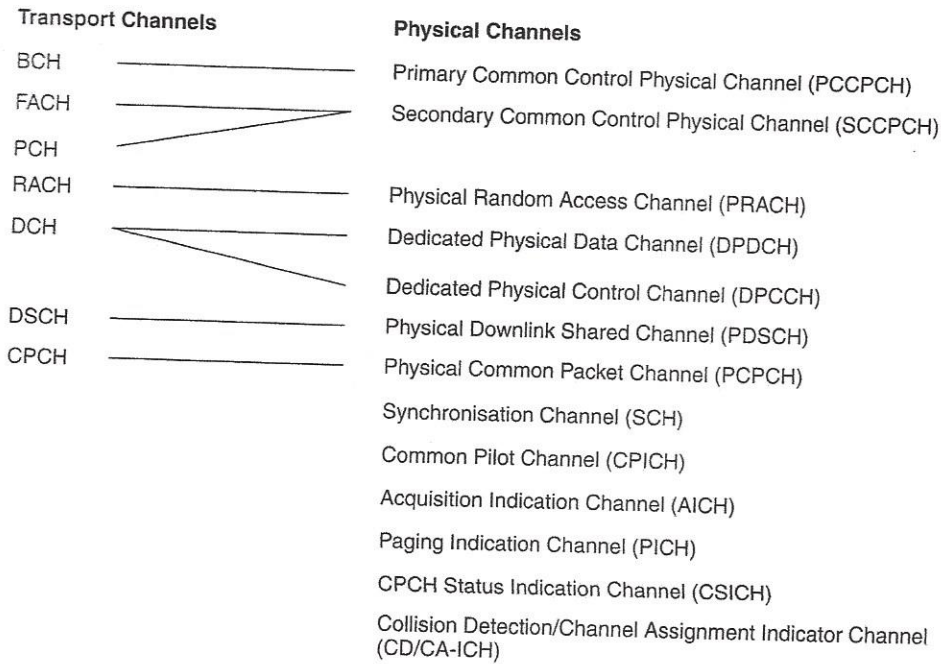 Transport Channels
Physical Channels
BCH
Primary Common Control Physical Channel (PCCPCH)
FACH
Secondary Common Control Physical Channel (SCCPCH)
PCH
RACH
Physical Random Access Channel (PRACH)
DCH
Dedicated Physical Data Channel (DPDCH)
Dedicated Physical Control Channel (DPCCH)
DSCH
Physical Downlink Shared Channel (PDSCH)
CPCH
Physical Common Packet Channel (PCPCH)
Synchronisation Channel (SCH)
Common Pilot Channel (CPICH)
Acquisition Indication Channel (AICH)
Paging Indication Channel (PICH)
CPCH Status Indication Channel (CSICH)
Collision Detection/Channel Assignment Indicator Channel
(CD/CA-ICH)